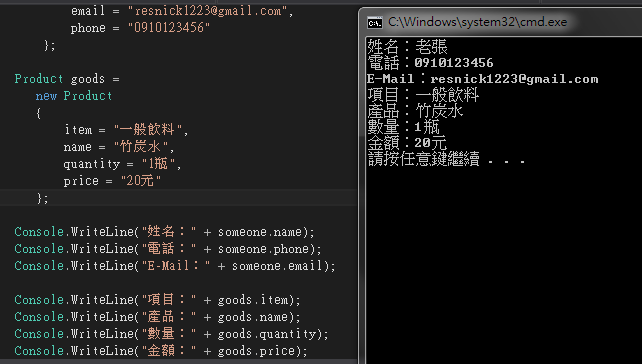 email = "resnick1223@gmail.com",
phone = "0910123456"
};
Product goods =
new Product
{
item = "一般飲料",
name = "竹炭水",
quantity = "1瓶",
price = "20元"
};
Console.WriteLine("姓名：" + someone.name);
Console.WriteLine("電話：" + someone.phone);
Console.WriteLine("E-Mail：" + someone.email);
Console.WriteLine("項目：" + goods.item);
Console.WriteLine("產品：" + goods.name);
Console.WriteLine("數量：" + goods.quantity);
Console.WriteLine("金額：" + goods.price);
C:\Windows\system32\cmd.exe
姓名：老張
電話：0910123456
E-Mail：resnick1223@gmail.com
項目：一般飲料
產品：竹炭水
數量：1瓶
金額：20元
請按任意鍵繼續 . . .